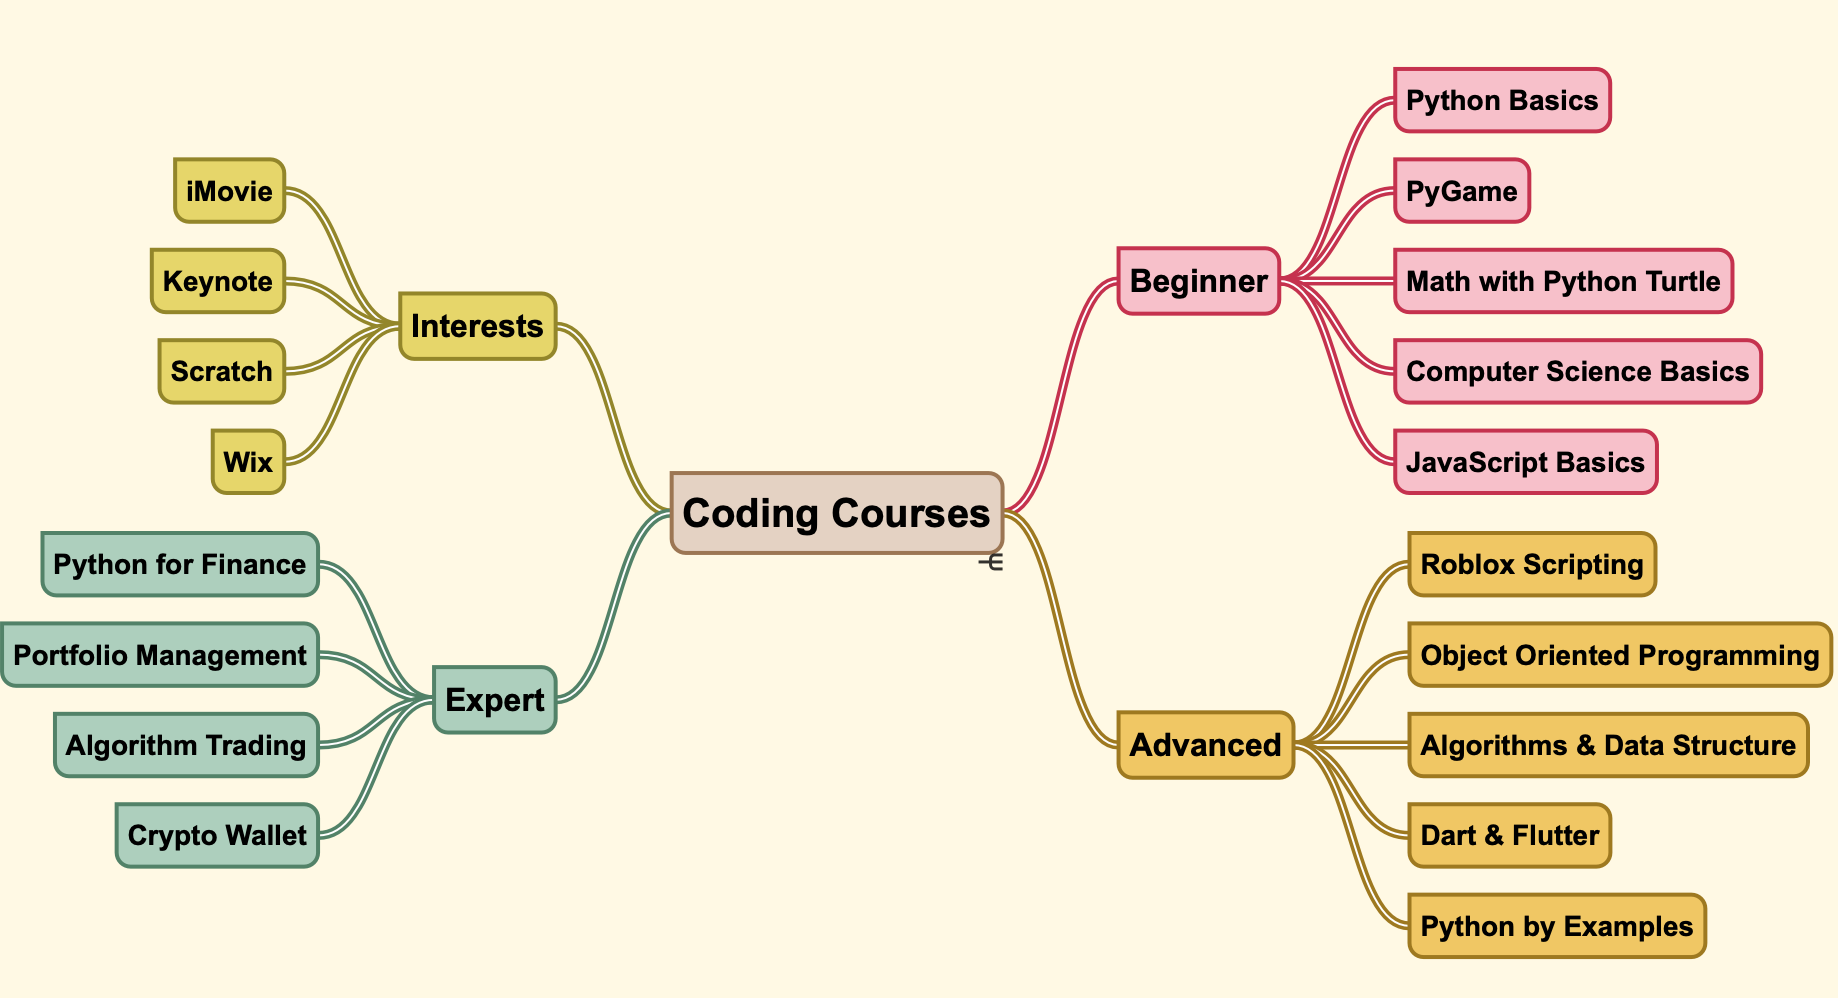 Coding Courses
Interests
iMovie
Keynote
Scratch
Wix
Expert
Python for Finance
Portfolio Management
Algorithm Trading
Crypto Wallet
Beginner
Python Basics
PyGame
Math with Python Turtle
Computer Science Basics
JavaScript Basics
Advanced
Roblox Scripting
Object Oriented Programming
Algorithms & Data Structure
Dart & Flutter
Python by Examples